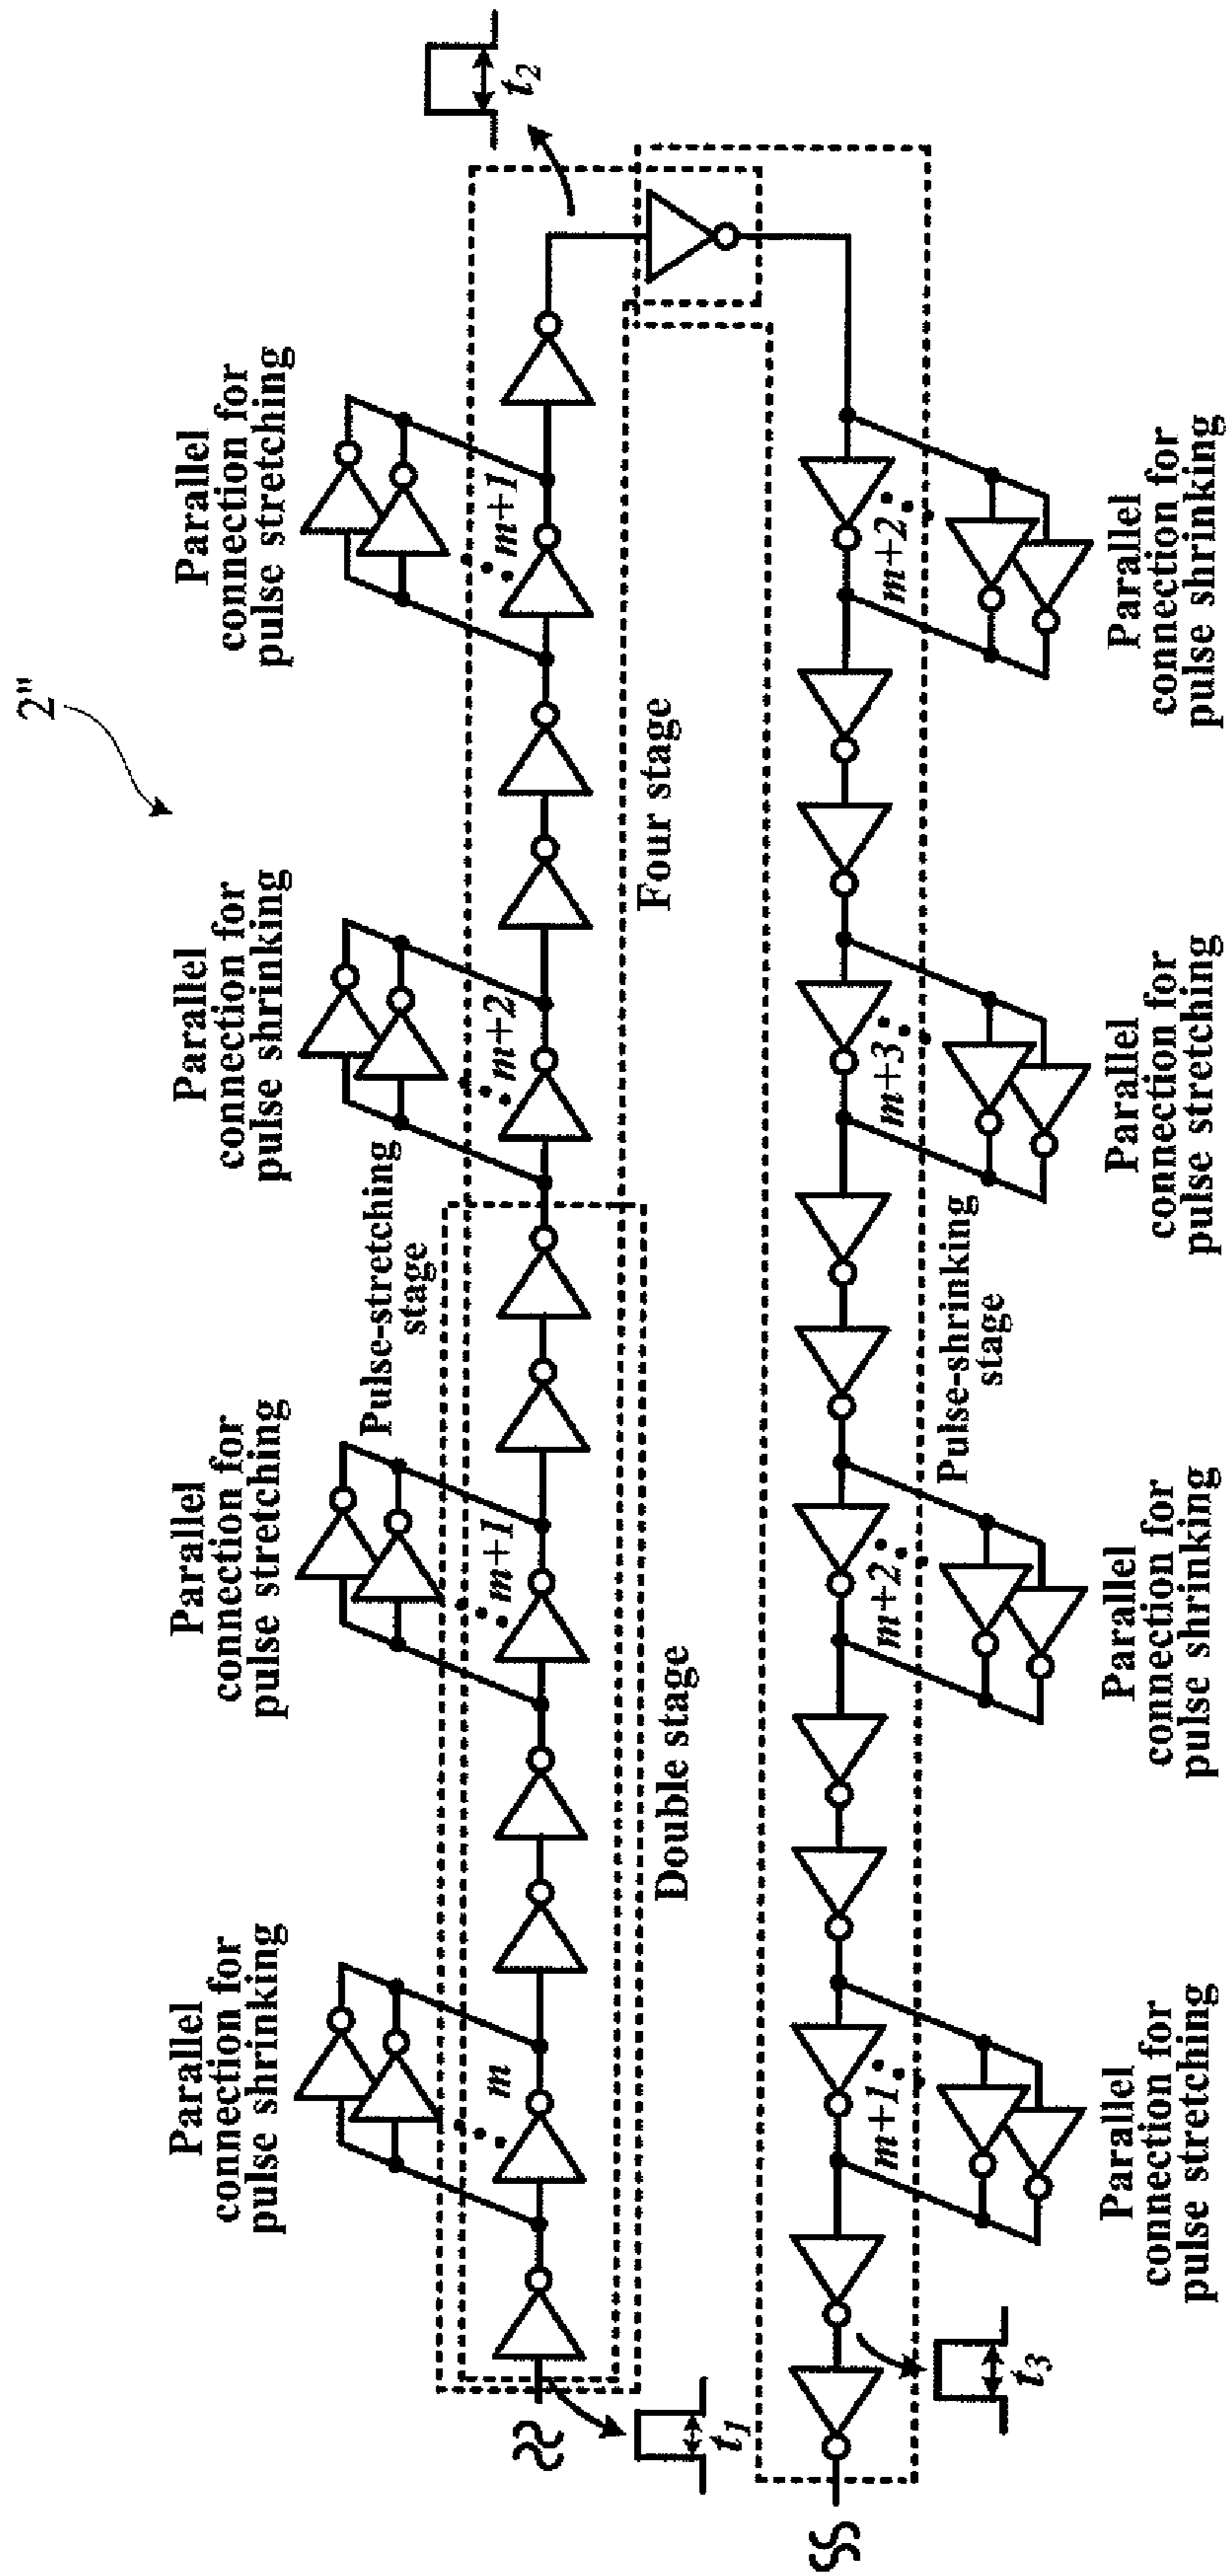 2"
Parallel
connection for
pulse shrinking
Parallel
connection for
pulse stretching
Parallel
connection for
pulse shrinking
Parallel
connection for
pulse stretching
Pulse-stretching
stage
m
m+1
m+2
m+1
t2
Double stage
Four stage
t1
m+1
m+2
m+3
m+2
t3
Pulse-shrinking
stage
Parallel
connection for
pulse stretching
Parallel
connection for
pulse shrinking
Parallel
connection for
pulse stretching
Parallel
connection for
pulse shrinking